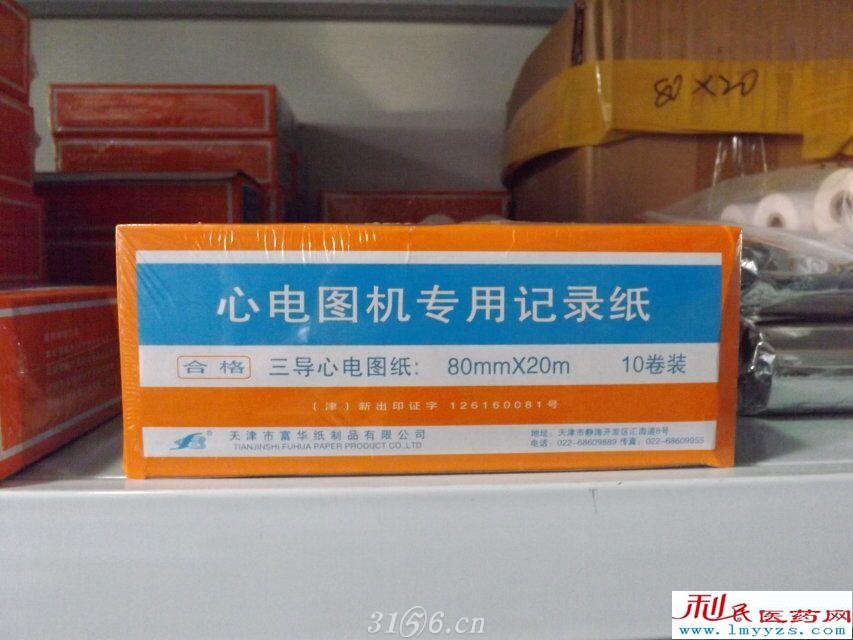 80X20
心电图机专用记录纸
合格 三导心电图纸: 80mmX20m 10卷装
(津)新出印证字 126160081号
天津市富华纸制品有限公司
TIANJINSHI FUHUA PAPER PRODUCT CO.,LTD
地址: 天津市静海开发区汇海道8号
电话: 022-68609889 传真: 022-68609955
3156.cn
利民医药网
www.lmyyzs.com